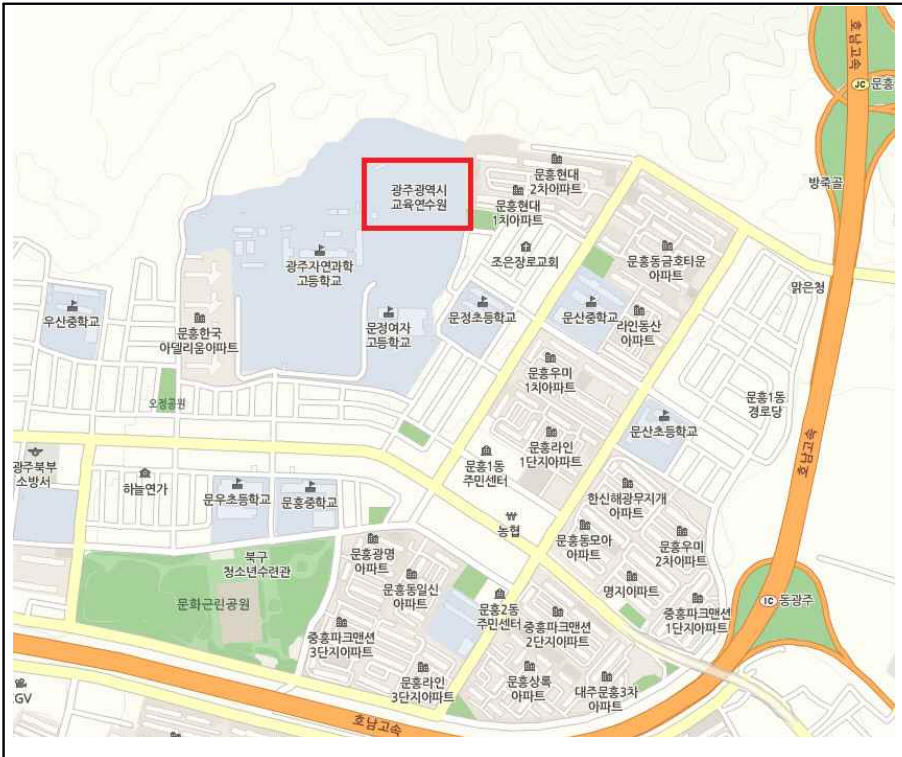 호남고속
JC 문흥
방죽골
광주광역시
교육연수원
문흥현대
2차아파트
문흥현대
1차아파트
조은장로교회
문흥동금호타운
아파트
광주자연과학
고등학교
맑은청
우산중학교
문흥한국
아델리움아파트
문정여자
고등학교
문정초등학교
문산중학교
라인동산
아파트
문흥우미
1차아파트
문흥1동
경로당
오정공원
문산초등학교
문흥라인
1단지아파트
호남고속
광주북부
소방서
하늘연가
문우초등학교
문흥중학교
문흥1동
주민센터
한신해광무지개
아파트
농협
북구
청소년수련관
문흥광명
아파트
문흥동모아
아파트
문흥우미
2차아파트
문화근린공원
문흥동일신
아파트
명지아파트
IC 동광주
문흥2동
주민센터
중흥파크맨션
1단지아파트
중흥파크맨션
3단지아파트
중흥파크맨션
2단지아파트
문흥라인
3단지아파트
문흥상록
아파트
대주문흥3차
아파트
CGV
호남고속